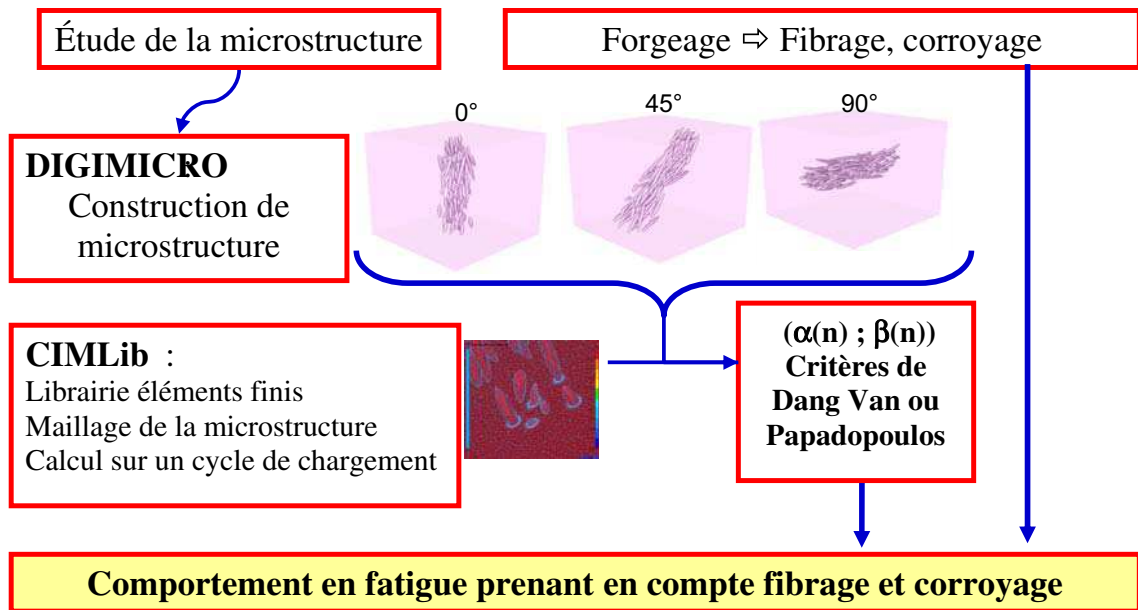 Étude de la microstructure
Forgeage ⇨ Fibrage, corroyage
0°
45°
90°
DIGIMICRO
Construction de
microstructure
CIMLib :
Librairie éléments finis
Maillage de la microstructure
Calcul sur un cycle de chargement
(α(n) ; β(n))
Critères de
Dang Van ou
Papadopoulos
Comportement en fatigue prenant en compte fibrage et corroyage